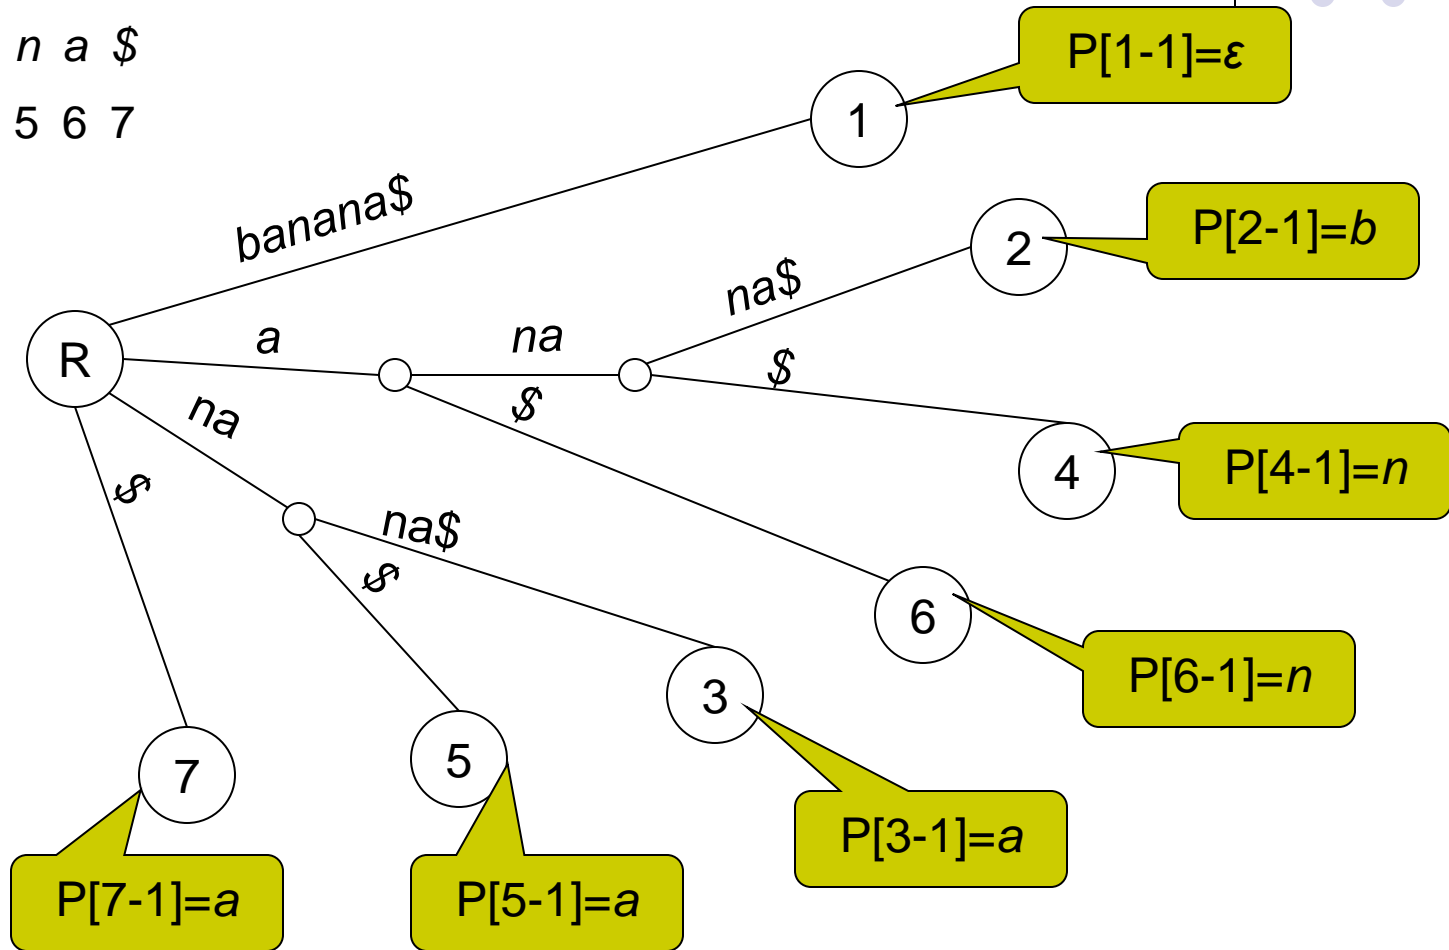 n a $
5 6 7
P[1-1]=ε
1
banana$
P[2-1]=b
2
na$
R
a
na
$
na
$
4
P[4-1]=n
$
na$
$
6
P[6-1]=n
3
7
5
P[3-1]=a
P[7-1]=a
P[5-1]=a